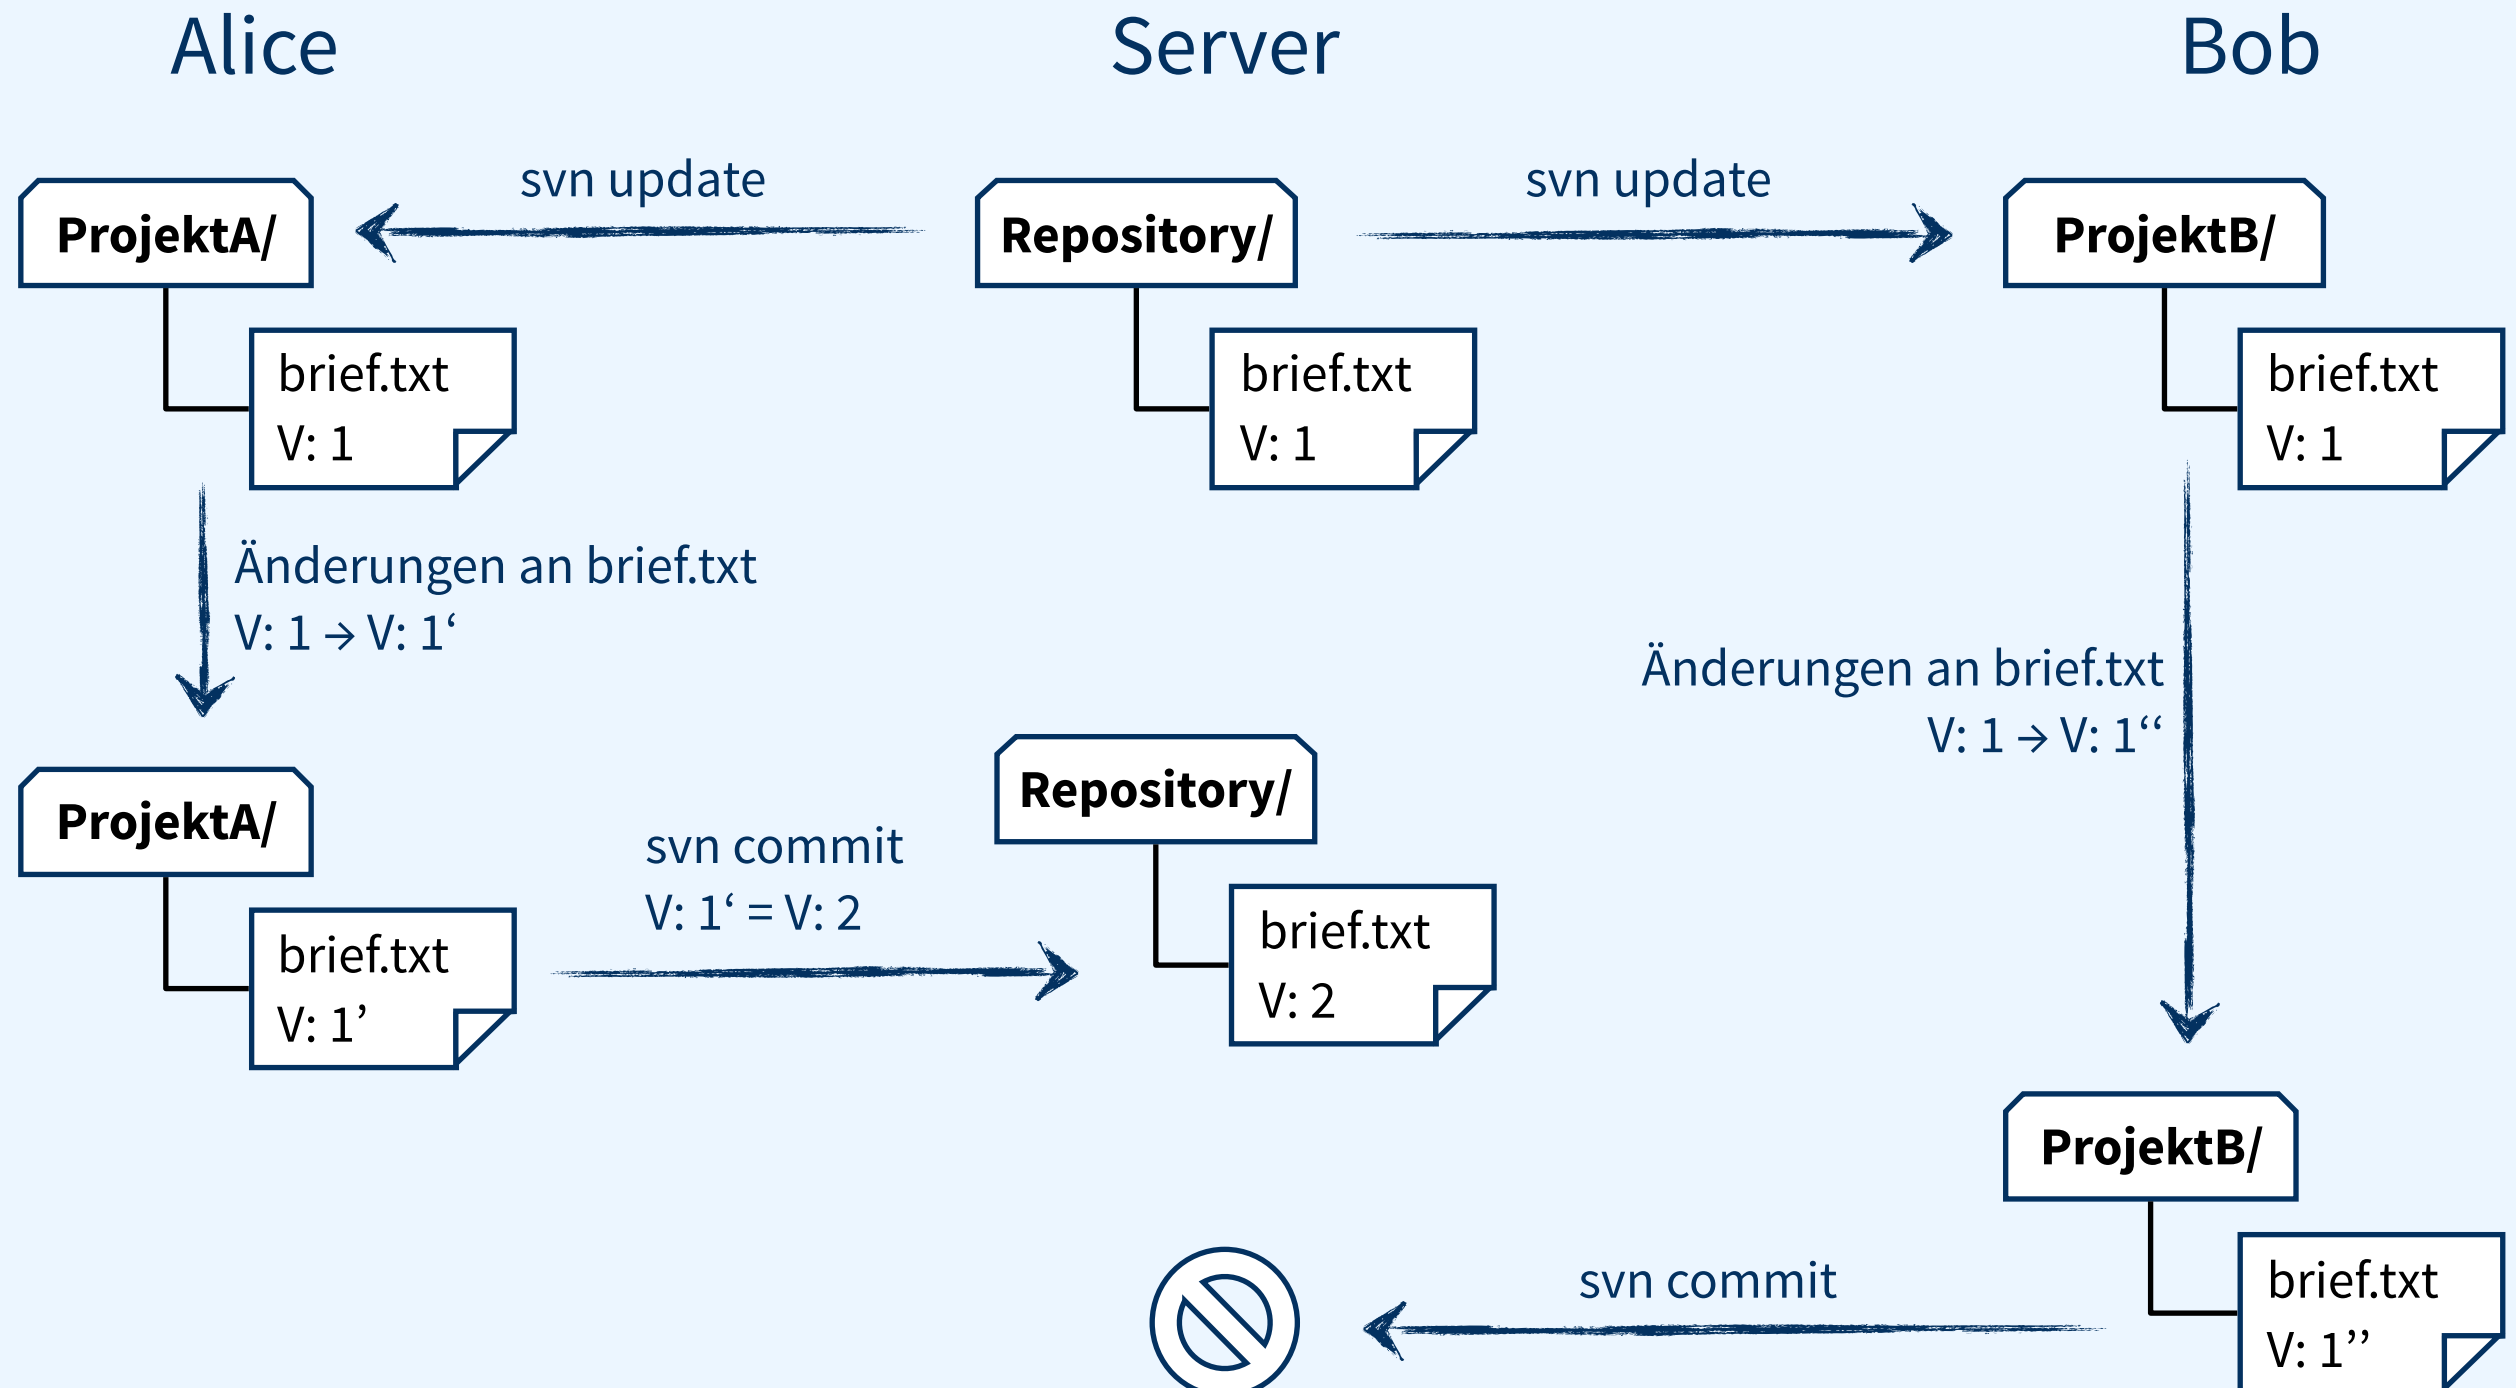 Alice
Server
Bob
svn update
svn update
ProjektA/
Repository/
ProjektB/
brief.txt
V: 1
brief.txt
V: 1
brief.txt
V: 1
Änderungen an brief.txt
V: 1 → V: 1‘
Änderungen an brief.txt
V: 1 → V: 1“
ProjektA/
Repository/
svn commit
V: 1‘ = V: 2
brief.txt
V: 1’
brief.txt
V: 2
ProjektB/
svn commit
brief.txt
V: 1’’